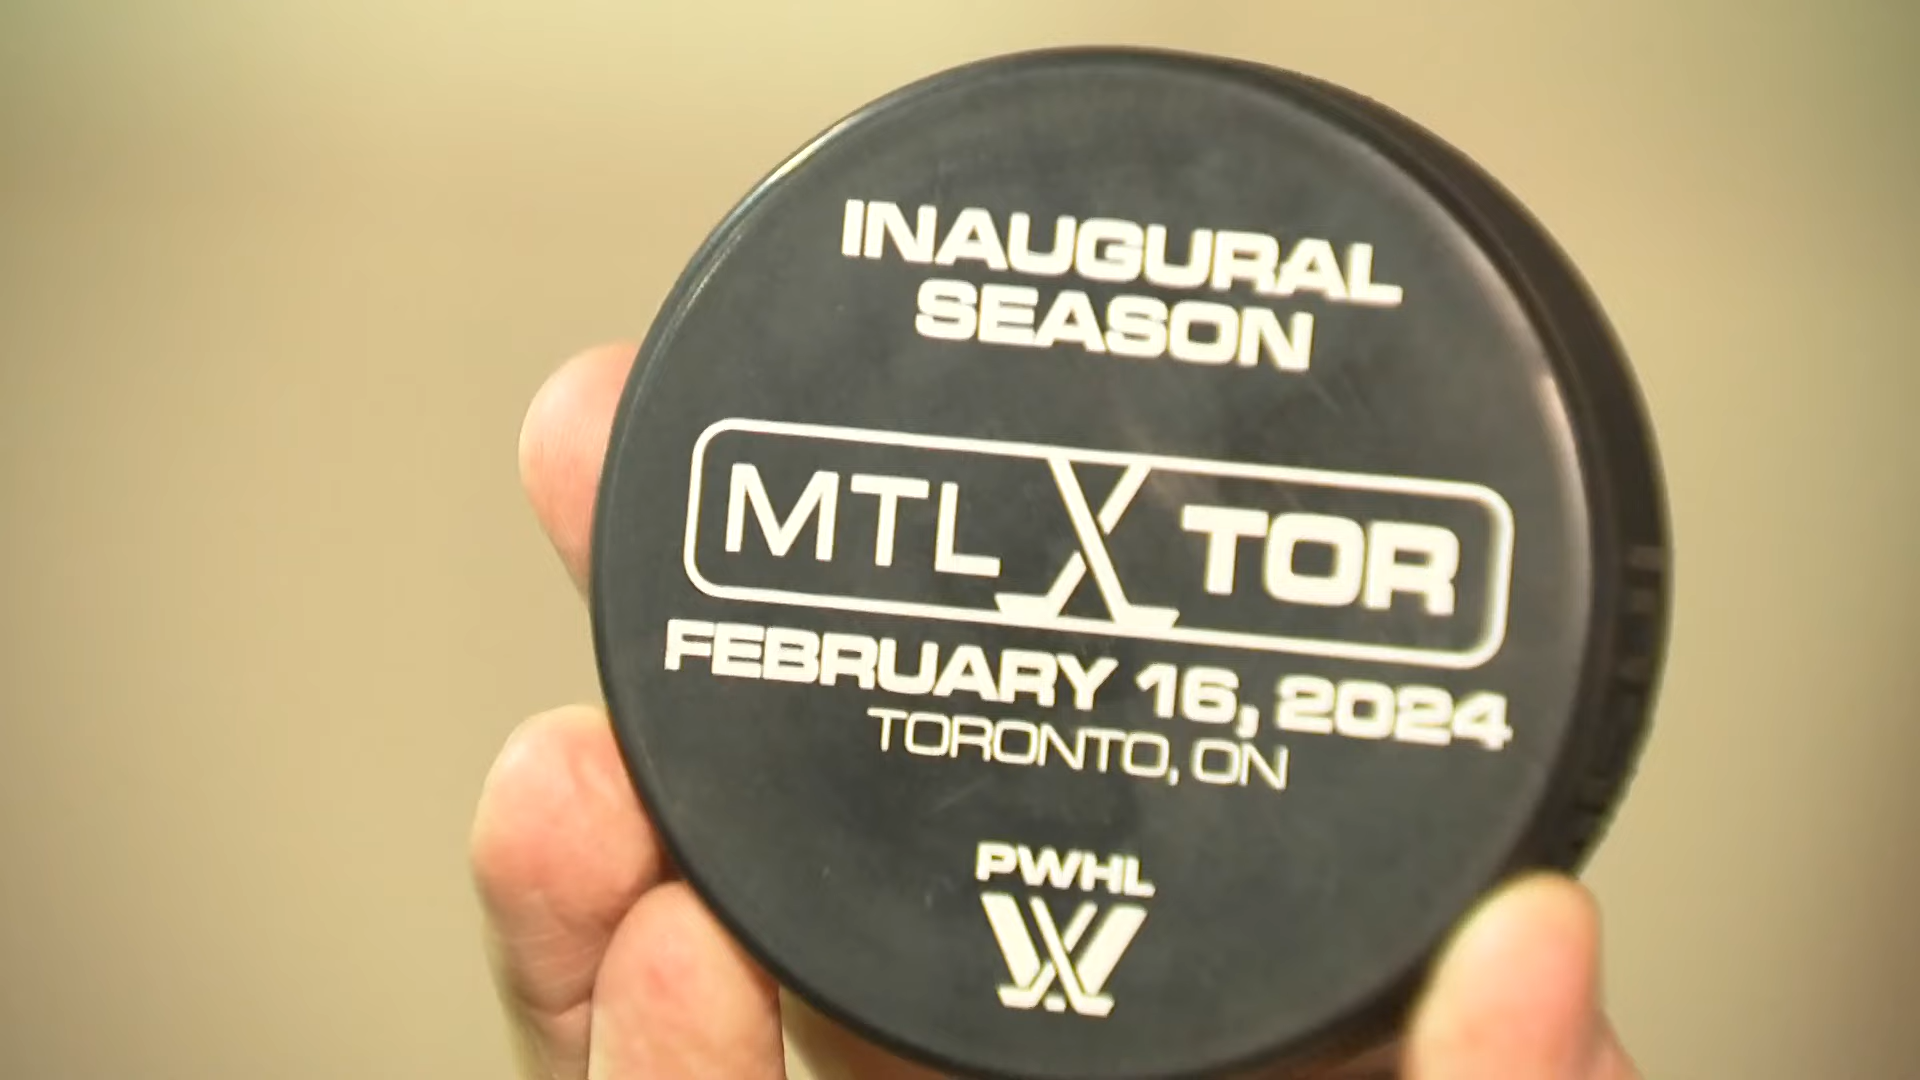 INAUGURAL
SEASON
MTL X TOR
FEBRUARY 16, 2024
TORONTO, ON
PWHL